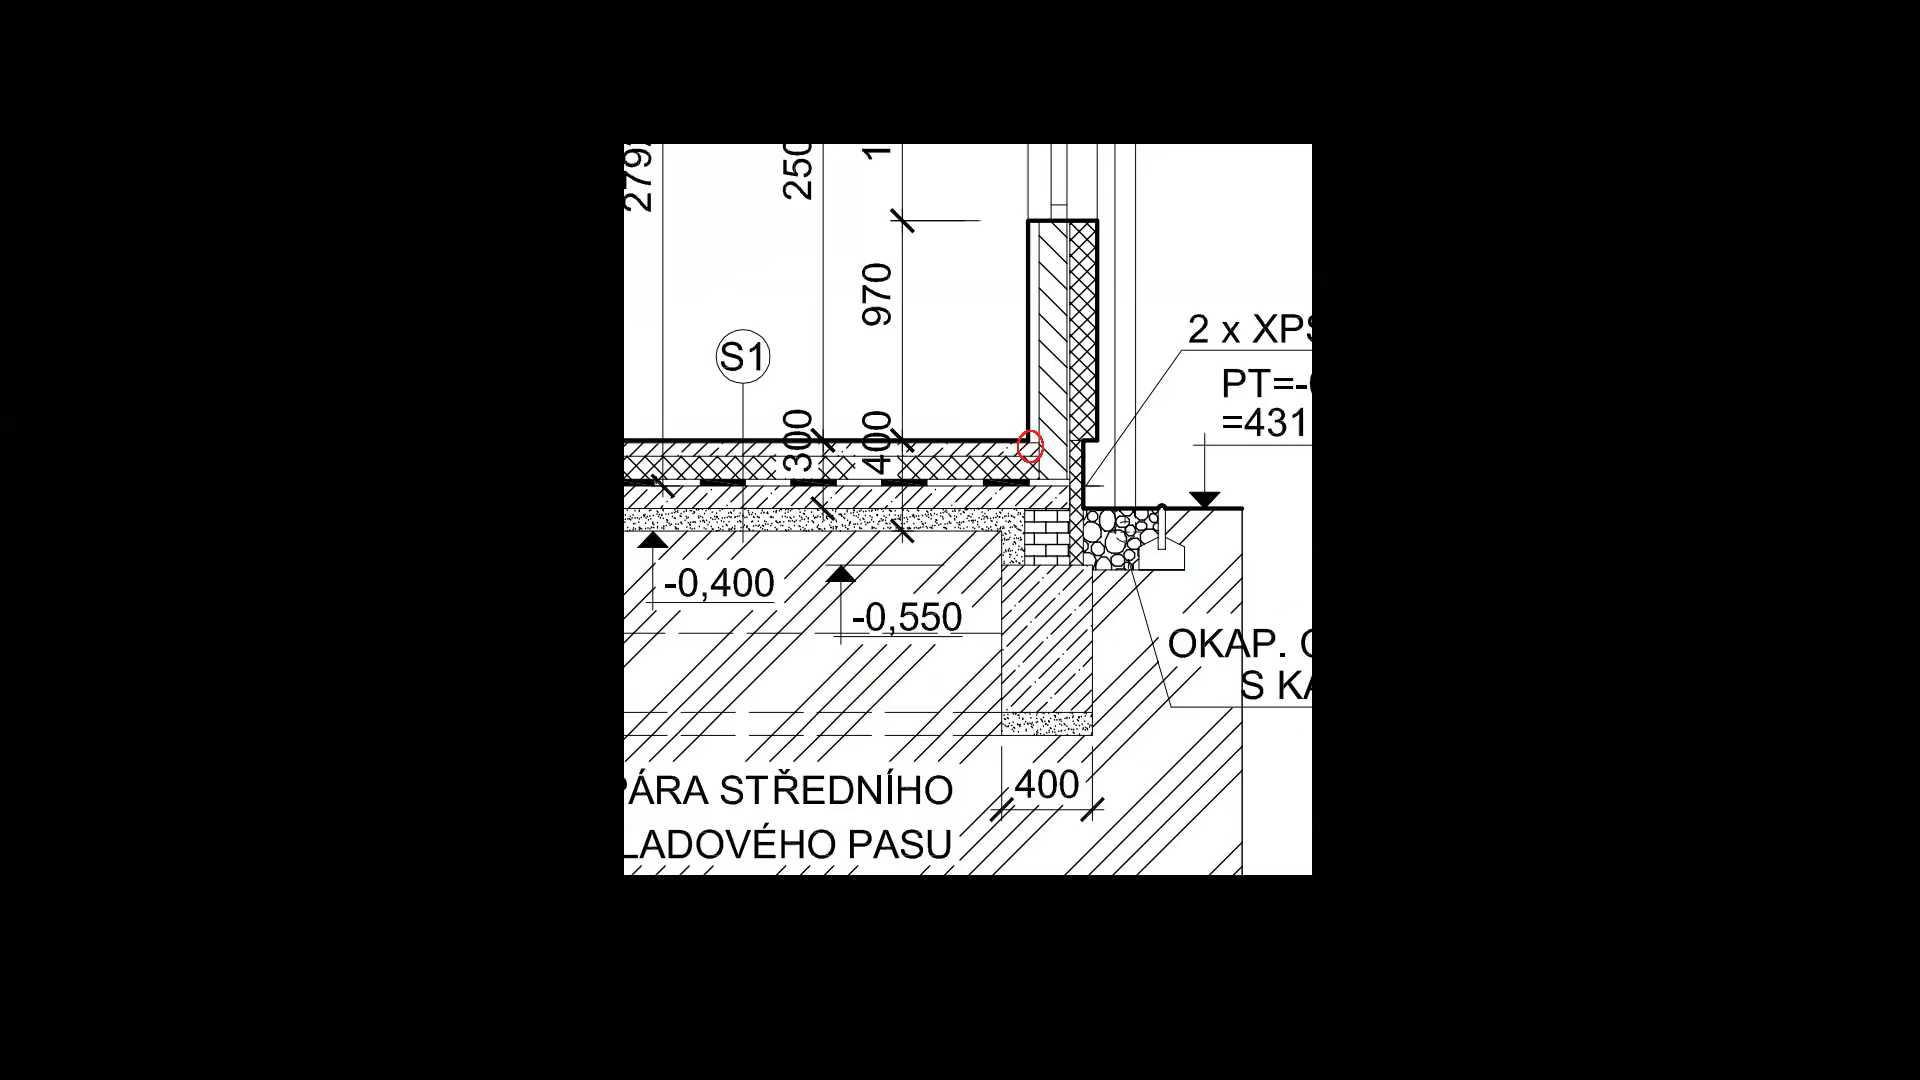 279
250
1
970
S1
2 x XPS
PT=-
=431
300
400
-0,400
-0,550
OKAP.
S KA
PÁRA STŘEDNÍHO
400
LADOVÉHO PASU